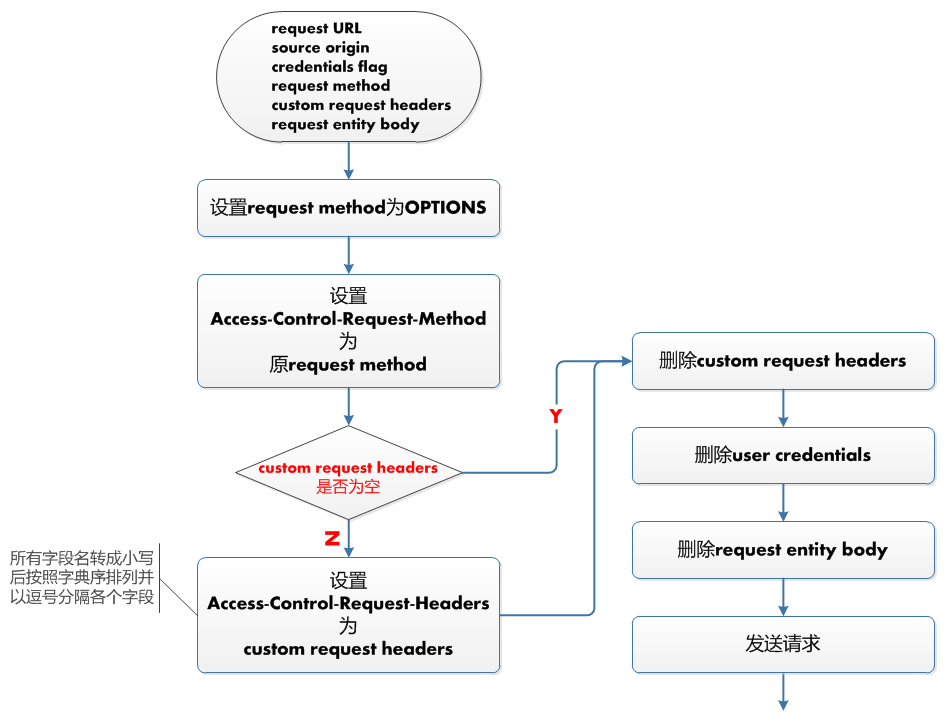 request URL
source origin
credentials flag
request method
custom request headers
request entity body
设置request method为OPTIONS
设置
Access-Control-Request-Method
为
原request method
custom request headers
是否为空
Y
N
所有字段名转成小写
后按照字典序排列并
以逗号分隔各个字段
设置
Access-Control-Request-Headers
为
custom request headers
删除custom request headers
删除user credentials
删除request entity body
发送请求